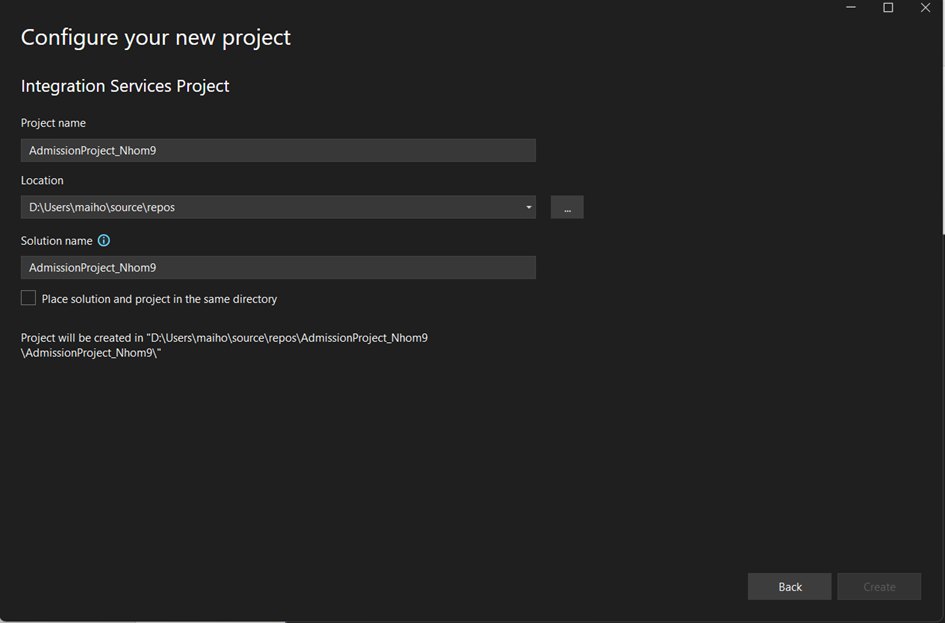 Configure your new project
Integration Services Project
Project name
AdmissionProject_Nhom9
Location
D:\Users\maiho\source\repos
...
Solution name
AdmissionProject_Nhom9
Place solution and project in the same directory
Project will be created in "D:\Users\maiho\source\repos\AdmissionProject_Nhom9
\AdmissionProject_Nhom9\"
Back
Create